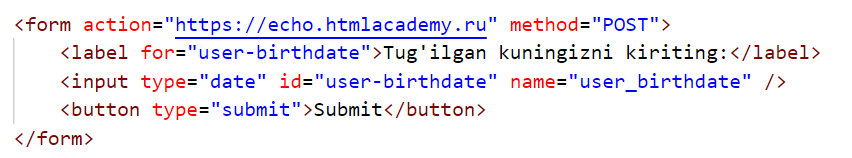 <form action="https://echo.htmlacademy.ru" method="POST">
<label for="user-birthdate">Tug'ilgan kuningizni kiriting:</label>
<input type="date" id="user-birthdate" name="user_birthdate" />
<button type="submit">Submit</button>
</form>